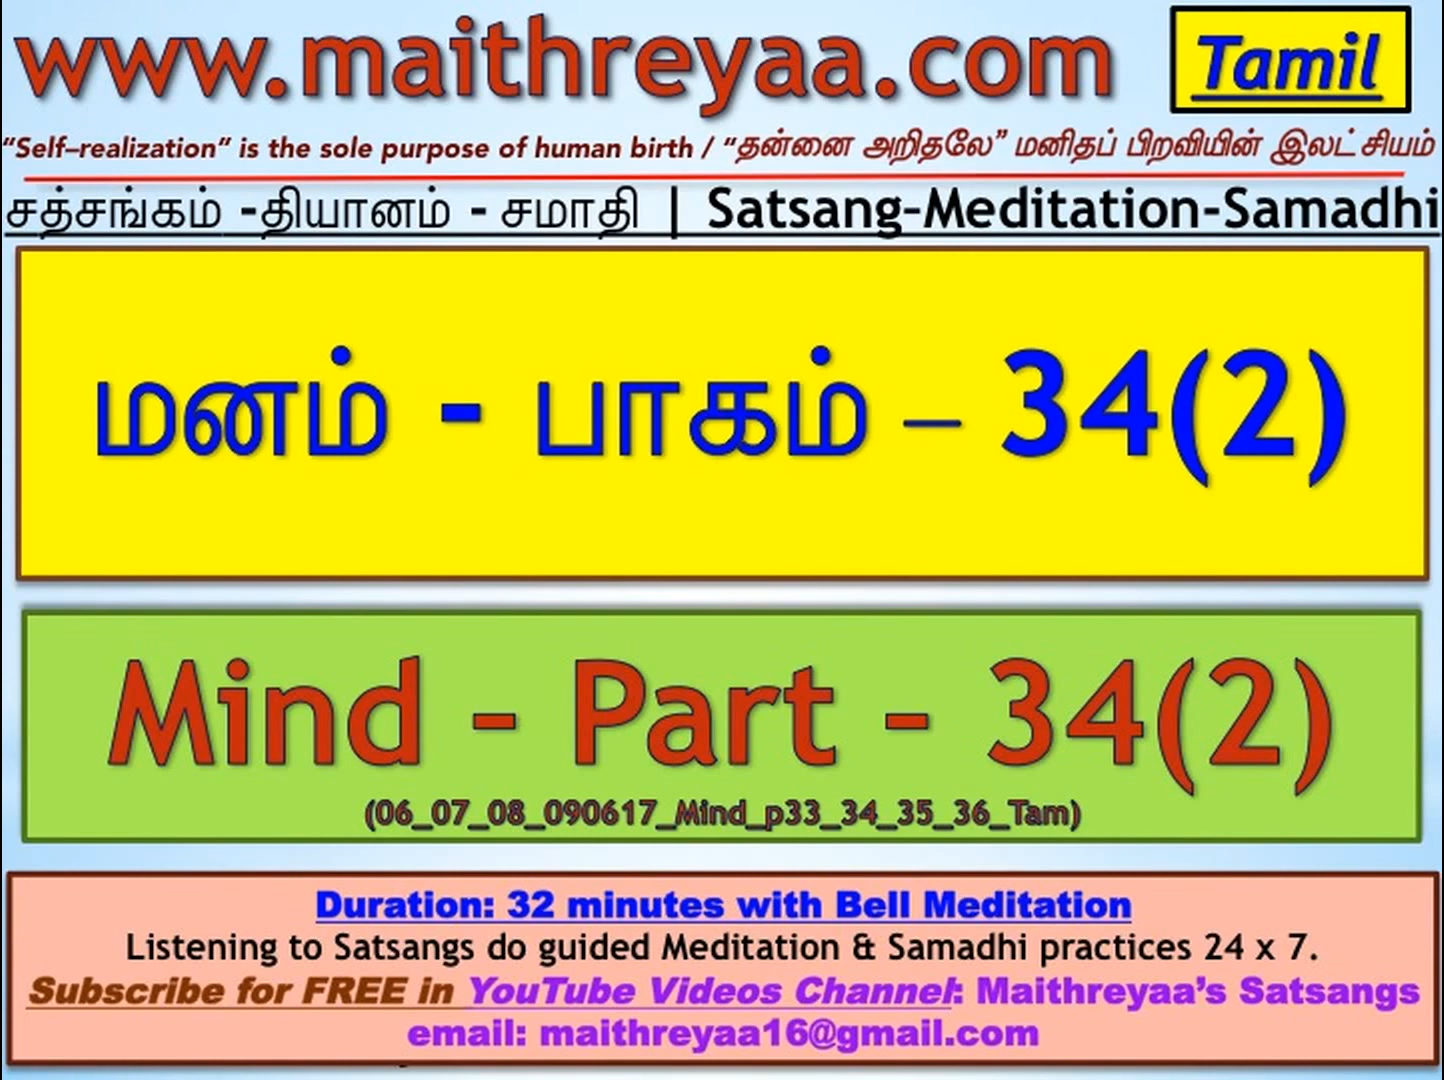 www.maithreyaa.com
Tamil
“Self–realization” is the sole purpose of human birth / “தன்னை அறிதலே” மனிதப் பிறவியின் இலட்சியம்
சத்சங்கம் -தியானம் - சமாதி | Satsang-Meditation-Samadhi
மனம் - பாகம் – 34(2)
Mind - Part - 34(2)
(06_07_08_090617_Mind_p33_34_35_36_Tam)
Duration: 32 minutes with Bell Meditation
Listening to Satsangs do guided Meditation & Samadhi practices 24 x 7.
Subscribe for FREE in YouTube Videos Channel: Maithreyaa’s Satsangs
email: maithreyaa16@gmail.com